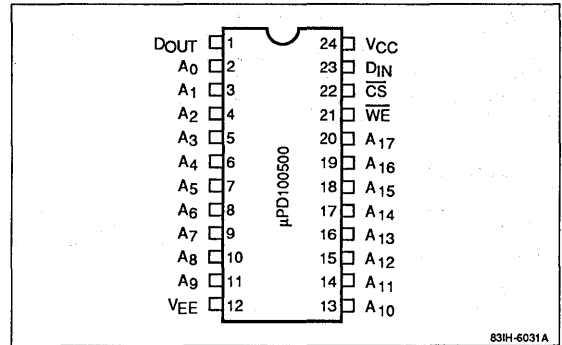 DOUT 1 24 VCC
A0 2 23 DIN
A1 3 22 CS
A2 4 21 WE
A3 5 20 A17
A4 6 19 A16
A5 7 18 A15
A6 8 17 A14
A7 9 16 A13
A8 10 15 A12
A9 11 14 A11
VEE 12 13 A10
µPD100500
83IH-6031A